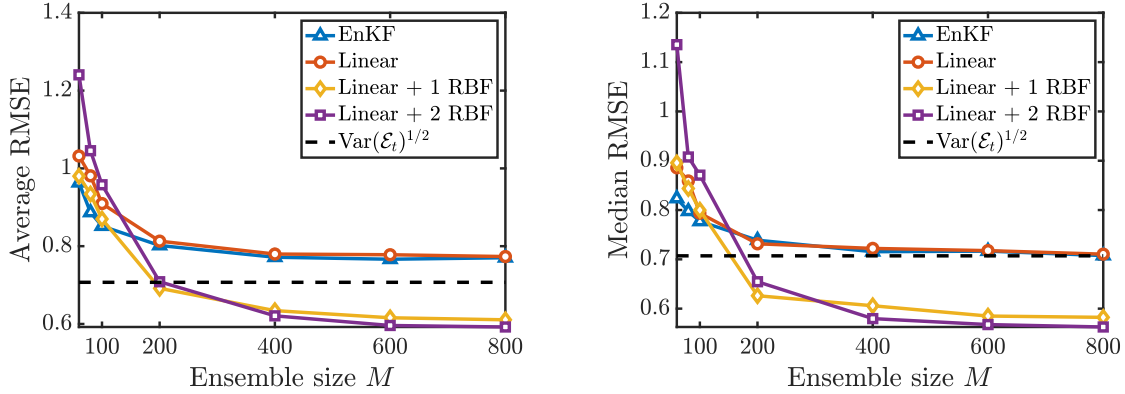 1.4
1.2
1
0.8
0.6
Average RMSE
EnKF
Linear
Linear + 1 RBF
Linear + 2 RBF
Var(ℰₜ)^{1/2}
100 200 400 600 800
Ensemble size M
1.2
1.1
1
0.9
0.8
0.7
0.6
Median RMSE
EnKF
Linear
Linear + 1 RBF
Linear + 2 RBF
Var(ℰₜ)^{1/2}
100 200 400 600 800
Ensemble size M